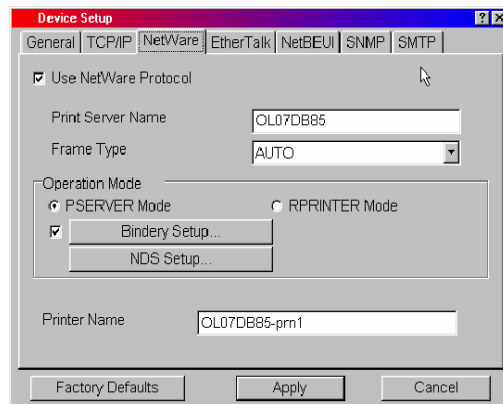 Device Setup
General TCP/IP NetWare EtherTalk NetBEUI SNMP SMTP
Use NetWare Protocol
Print Server Name OL07DB85
Frame Type AUTO
Operation Mode
PSERVER Mode RPRINTER Mode
Bindery Setup...
NDS Setup...
Printer Name OL07DB85-prn1
Factory Defaults Apply Cancel